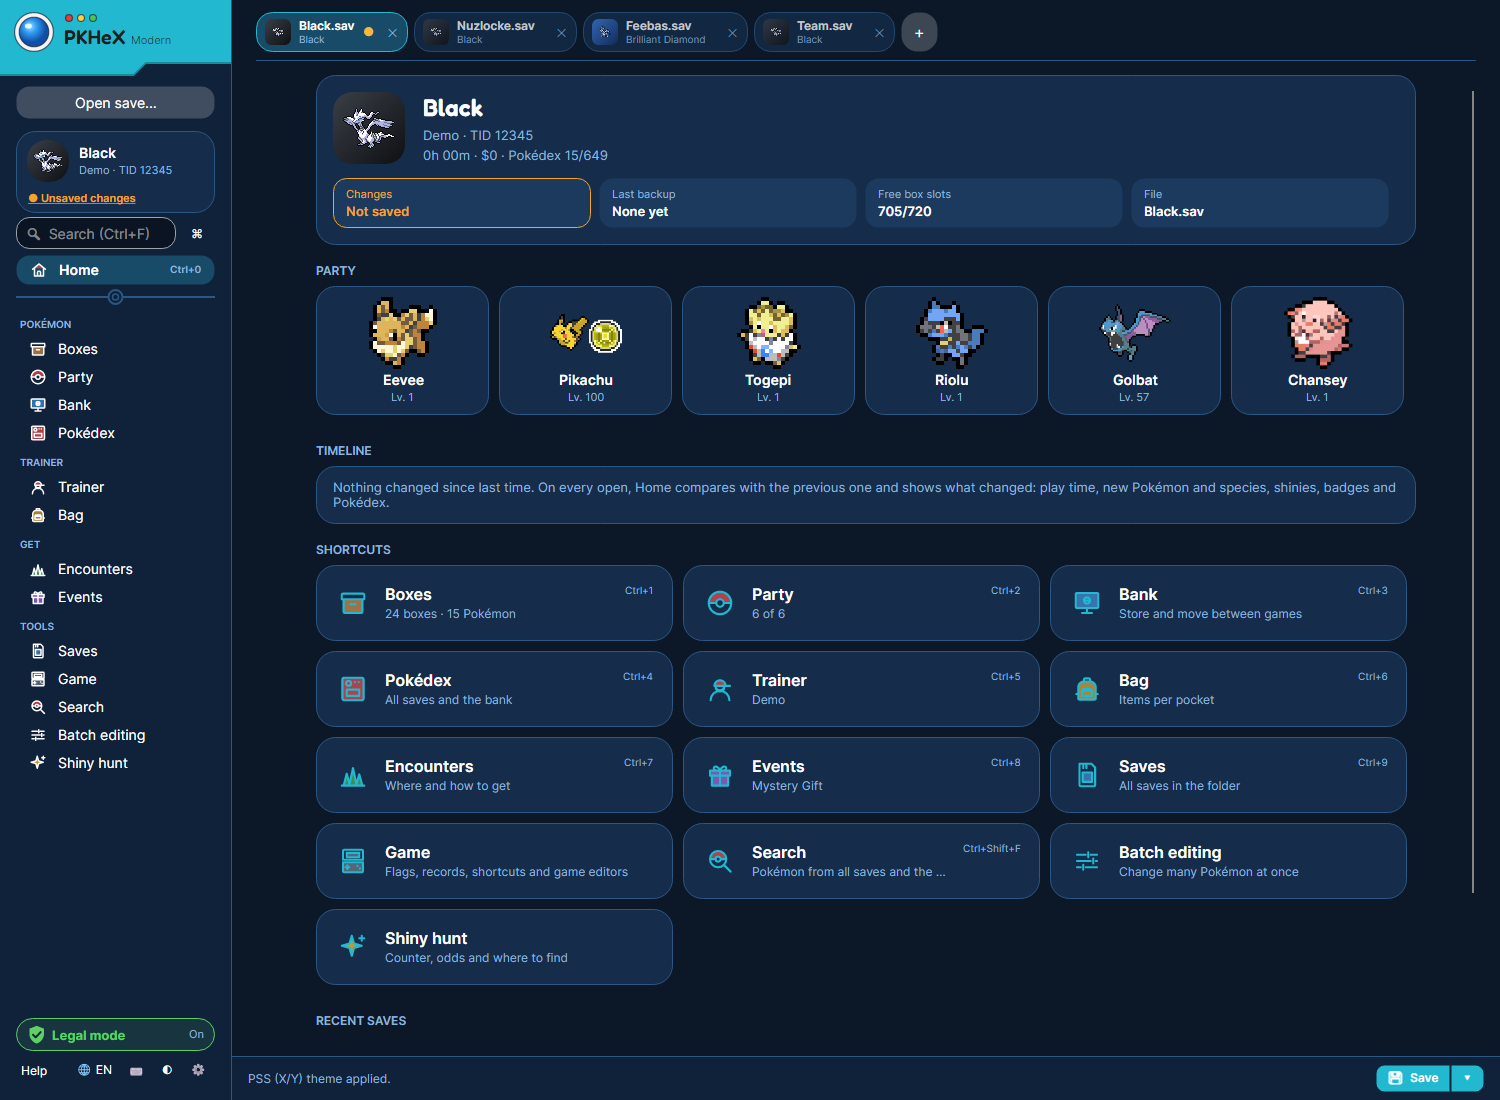 PKHeX Modern
Open save...
Black
Demo · TID 12345
Unsaved changes
Search (Ctrl+F)
⌘
Home Ctrl+0
POKÉMON
Boxes
Party
Bank
Pokédex
TRAINER
Trainer
Bag
GET
Encounters
Events
TOOLS
Saves
Game
Search
Batch editing
Shiny hunt
Legal mode On
Help EN
Black.sav
Black
Nuzlocke.sav
Black
Feebas.sav
Brilliant Diamond
Team.sav
Black
+
Black
Demo · TID 12345
0h 00m · $0 · Pokédex 15/649
Changes
Not saved
Last backup
None yet
Free box slots
705/720
File
Black.sav
PARTY
Eevee
Lv. 1
Pikachu
Lv. 100
Togepi
Lv. 1
Riolu
Lv. 1
Golbat
Lv. 57
Chansey
Lv. 1
TIMELINE
Nothing changed since last time. On every open, Home compares with the previous one and shows what changed: play time, new Pokémon and species, shinies, badges and
Pokédex.
SHORTCUTS
Boxes Ctrl+1
24 boxes · 15 Pokémon
Party Ctrl+2
6 of 6
Bank Ctrl+3
Store and move between games
Pokédex Ctrl+4
All saves and the bank
Trainer Ctrl+5
Demo
Bag Ctrl+6
Items per pocket
Encounters Ctrl+7
Where and how to get
Events Ctrl+8
Mystery Gift
Saves Ctrl+9
All saves in the folder
Game
Flags, records, shortcuts and game editors
Search Ctrl+Shift+F
Pokémon from all saves and the ...
Batch editing
Change many Pokémon at once
Shiny hunt
Counter, odds and where to find
RECENT SAVES
PSS (X/Y) theme applied.
Save